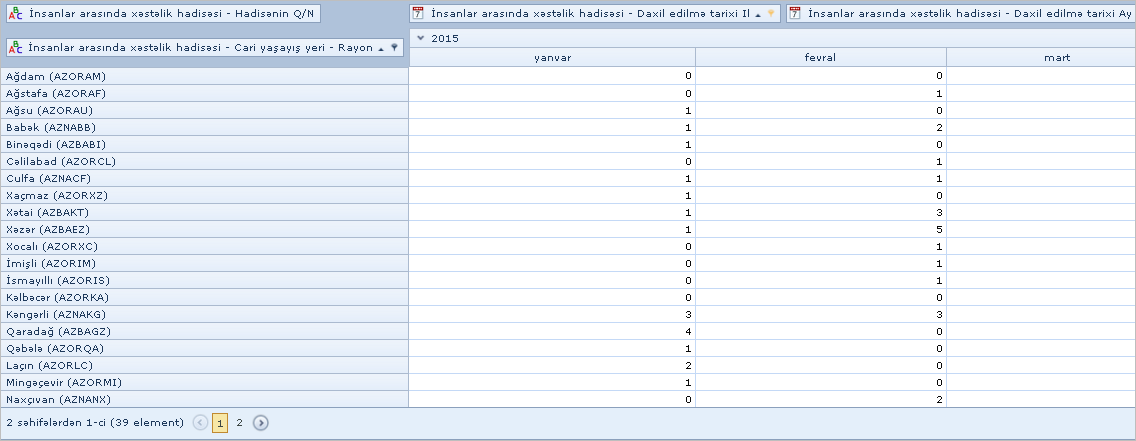 İnsanlar arasında xəstəlik hadisəsi - Hadisənin Q/N
İnsanlar arasında xəstəlik hadisəsi - Daxil edilmə tarixi Il
İnsanlar arasında xəstəlik hadisəsi - Daxil edilmə tarixi Ay
İnsanlar arasında xəstəlik hadisəsi - Cari yaşayış yeri - Rayon
2015
yanvar fevral mart
Ağdam (AZORAM) 0 0
Ağstafa (AZORAF) 0 1
Ağsu (AZORAU) 1 0
Babək (AZNABB) 1 2
Binəqədi (AZBABI) 1 0
Cəlilabad (AZORCL) 0 1
Culfa (AZNACF) 1 1
Xaçmaz (AZORXZ) 1 0
Xətai (AZBAKT) 1 3
Xəzər (AZBAEZ) 1 5
Xocalı (AZORXC) 0 1
İmişli (AZORIM) 0 1
İsmayıllı (AZORIS) 0 1
Kəlbəcər (AZORKA) 0 0
Kəngərli (AZNAKG) 3 3
Qaradağ (AZBAGZ) 4 0
Qəbələ (AZORQA) 1 0
Laçın (AZORLC) 2 0
Mingəçevir (AZORMI) 1 0
Naxçıvan (AZNANX) 0 2
2 səhifələrdən 1-ci (39 element) 1 2